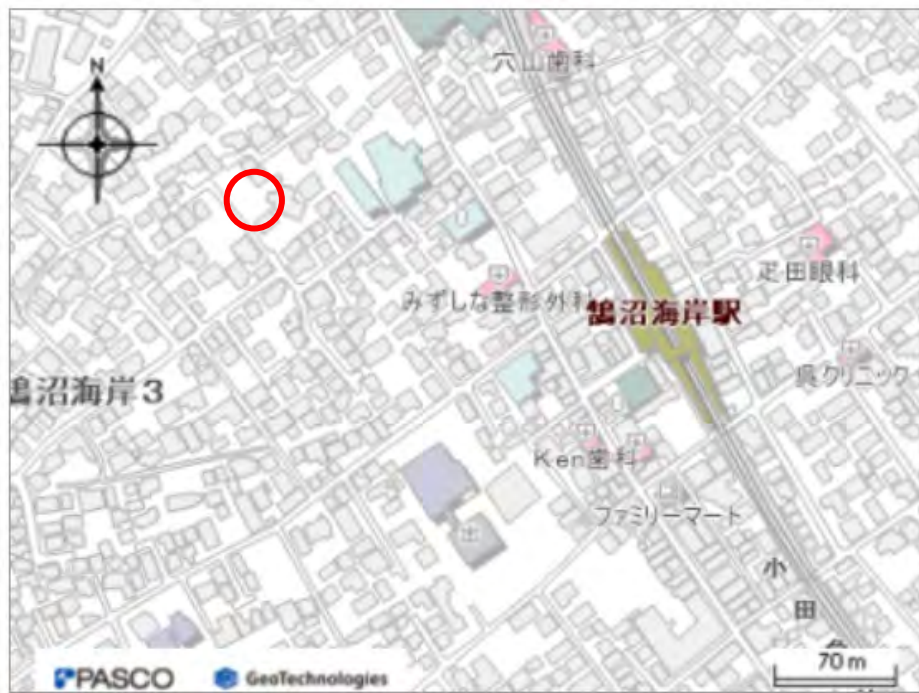 穴山歯科
N
疋田眼科
みずしな整形外科
鵠沼海岸駅
呉クリニック
鵠沼海岸3
Ken歯科
ファミリーマート
小
田
PASCO
GeoTechnologies
70m